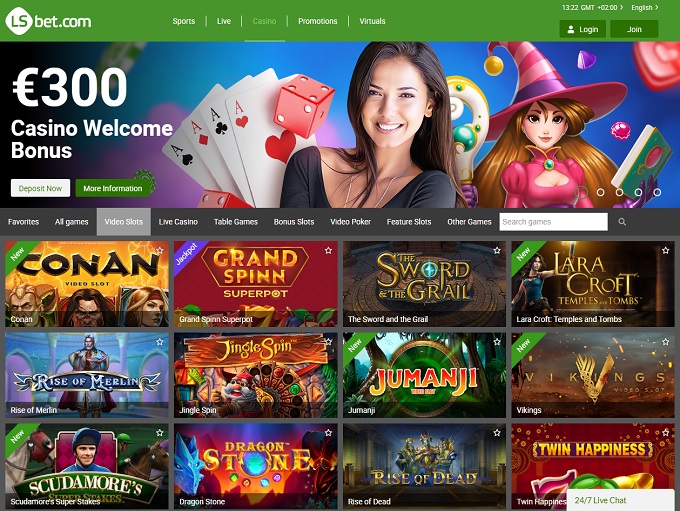 LS bet.com
Sports
Live
Casino
Promotions
Virtuals
13:22 GMT +02:00
English
Login
Join
€300
Casino Welcome
Bonus
Deposit Now
More Information
A
A
A
A
Favorites
All games
Video Slots
Live Casino
Table Games
Bonus Slots
Video Poker
Feature Slots
Other Games
Search games
New
CONAN
VIDEO SLOT
Conan
Jackpot
GRAND
SPINN
SUPERPOT
Grand Spinn Superpot
THE
SWORD
& THE GRAIL
The Sword and the Grail
New
LARA
CROFT
TEMPLES AND TOMBS
Lara Croft: Temples and Tombs
RISE OF MERLIN
Rise of Merlin
JINGLE SPIN
Jingle Spin
New
JUMANJI
VIDEO SLOT
Jumanji
New
VIKINGS
VIDEO SLOT
Vikings
New
SCUDAMORE'S
SUPER STAKES
Scudamore's Super Stakes
DRAGON
STONE
Dragon Stone
RISE OF DEAD
Rise of Dead
TWIN HAPPINESS
Twin Happiness
24/7 Live Chat